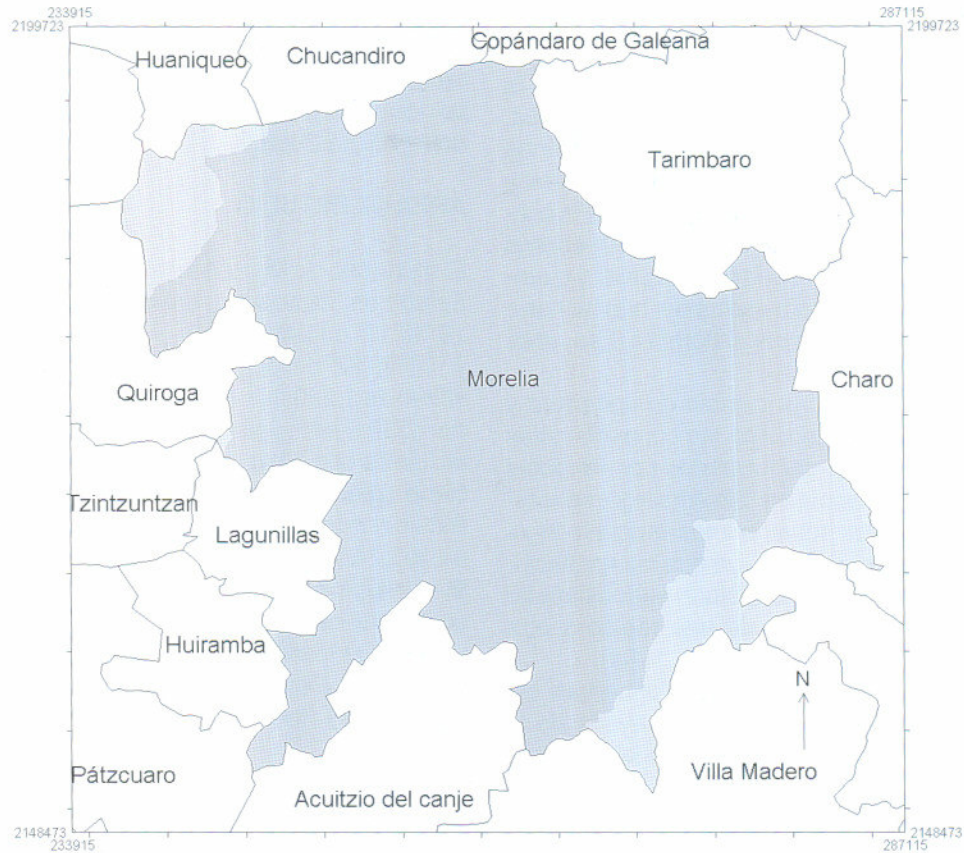 233915
287115
2199723
2199723
Huaniqueo
Chucandiro
Copándaro de Galeana
Tarimbaro
Morelia
Charo
Quiroga
Tzintzuntzan
Lagunillas
Huiramba
N
Pátzcuaro
Villa Madero
Acuitzio del canje
2148473
2148473
233915
287115